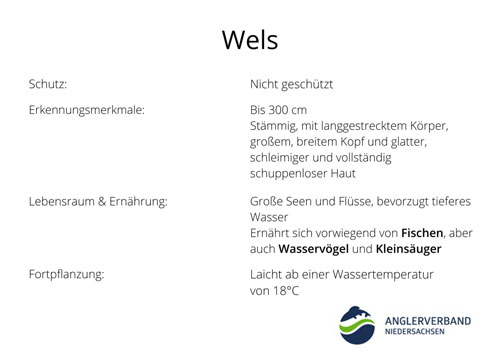 Wels
Schutz:
Nicht geschützt
Erkennungsmerkmale:
Bis 300 cm
Stämmig, mit langgestrecktem Körper,
großem, breitem Kopf und glatter,
schleimiger und vollständig
schuppenloser Haut
Lebensraum & Ernährung:
Große Seen und Flüsse, bevorzugt tieferes
Wasser
Ernährt sich vorwiegend von Fischen, aber
auch Wasservögel und Kleinsäuger
Fortpflanzung:
Laicht ab einer Wassertemperatur
von 18°C
ANGLERVERBAND
NIEDERSACHSEN